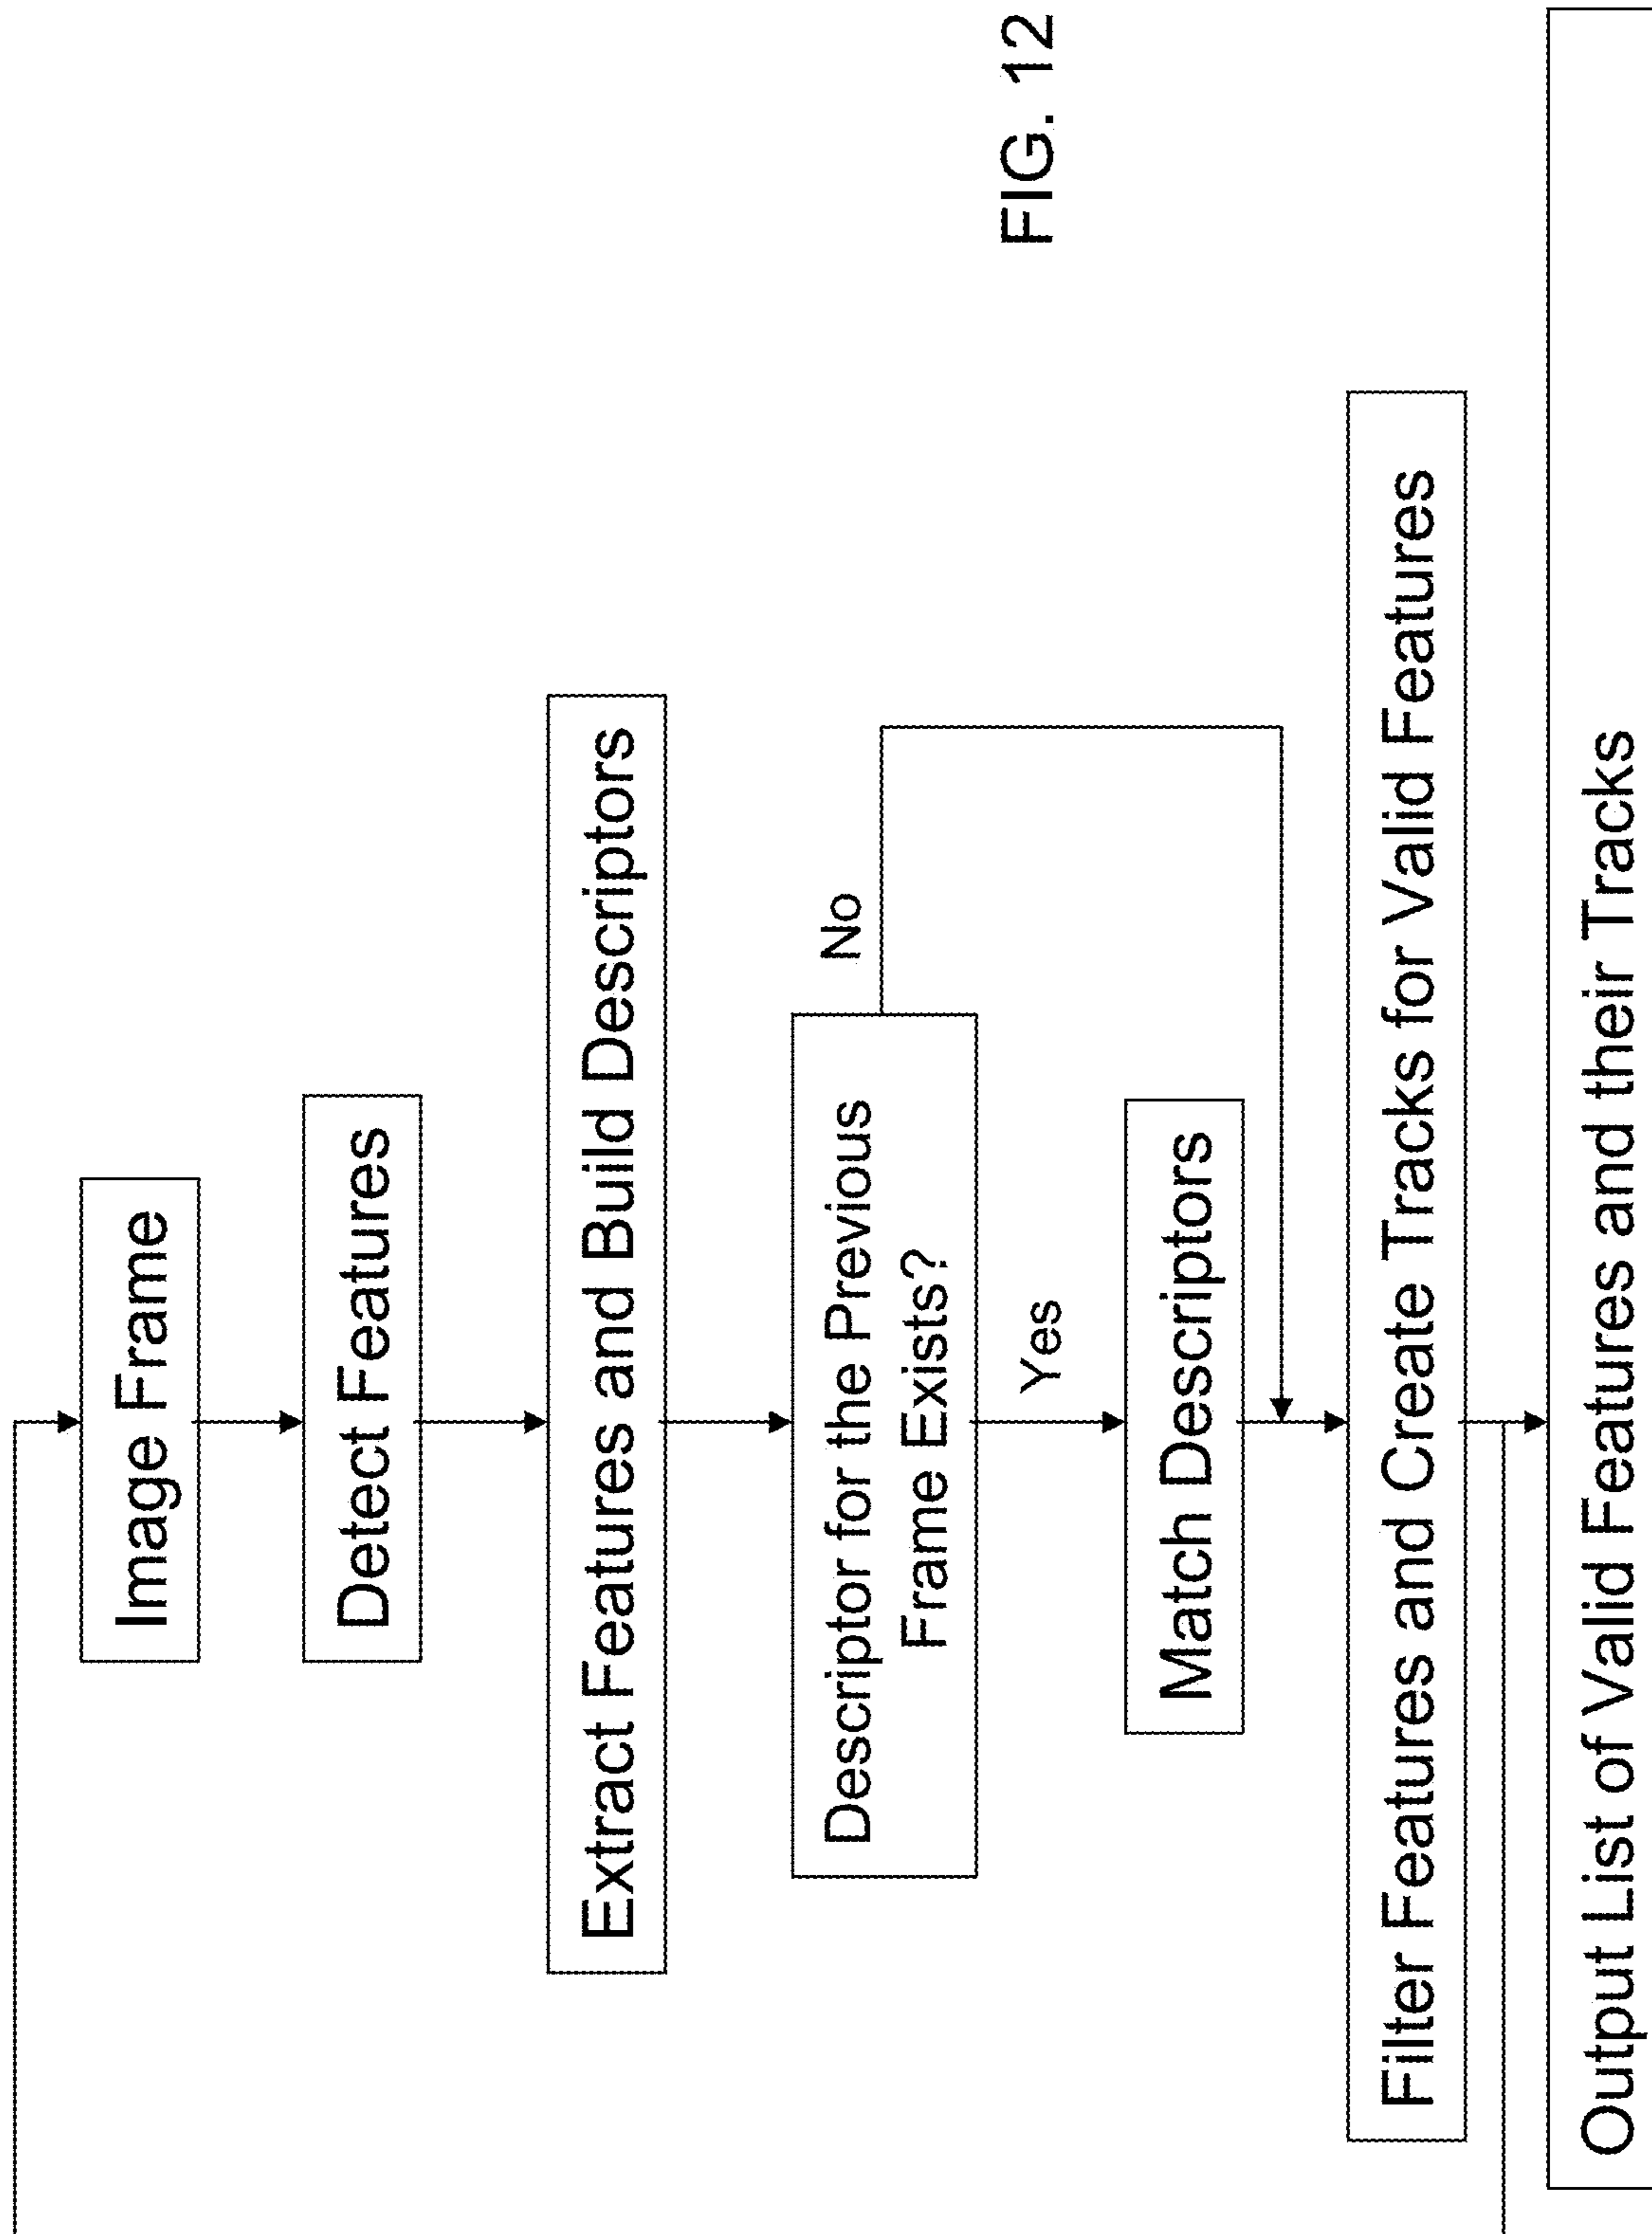 Image Frame
Detect Features
Extract Features and Build Descriptors
Descriptor for the Previous
Frame Exists?
No
Yes
Match Descriptors
Filter Features and Create Tracks for Valid Features
Output List of Valid Features and their Tracks
FIG. 12